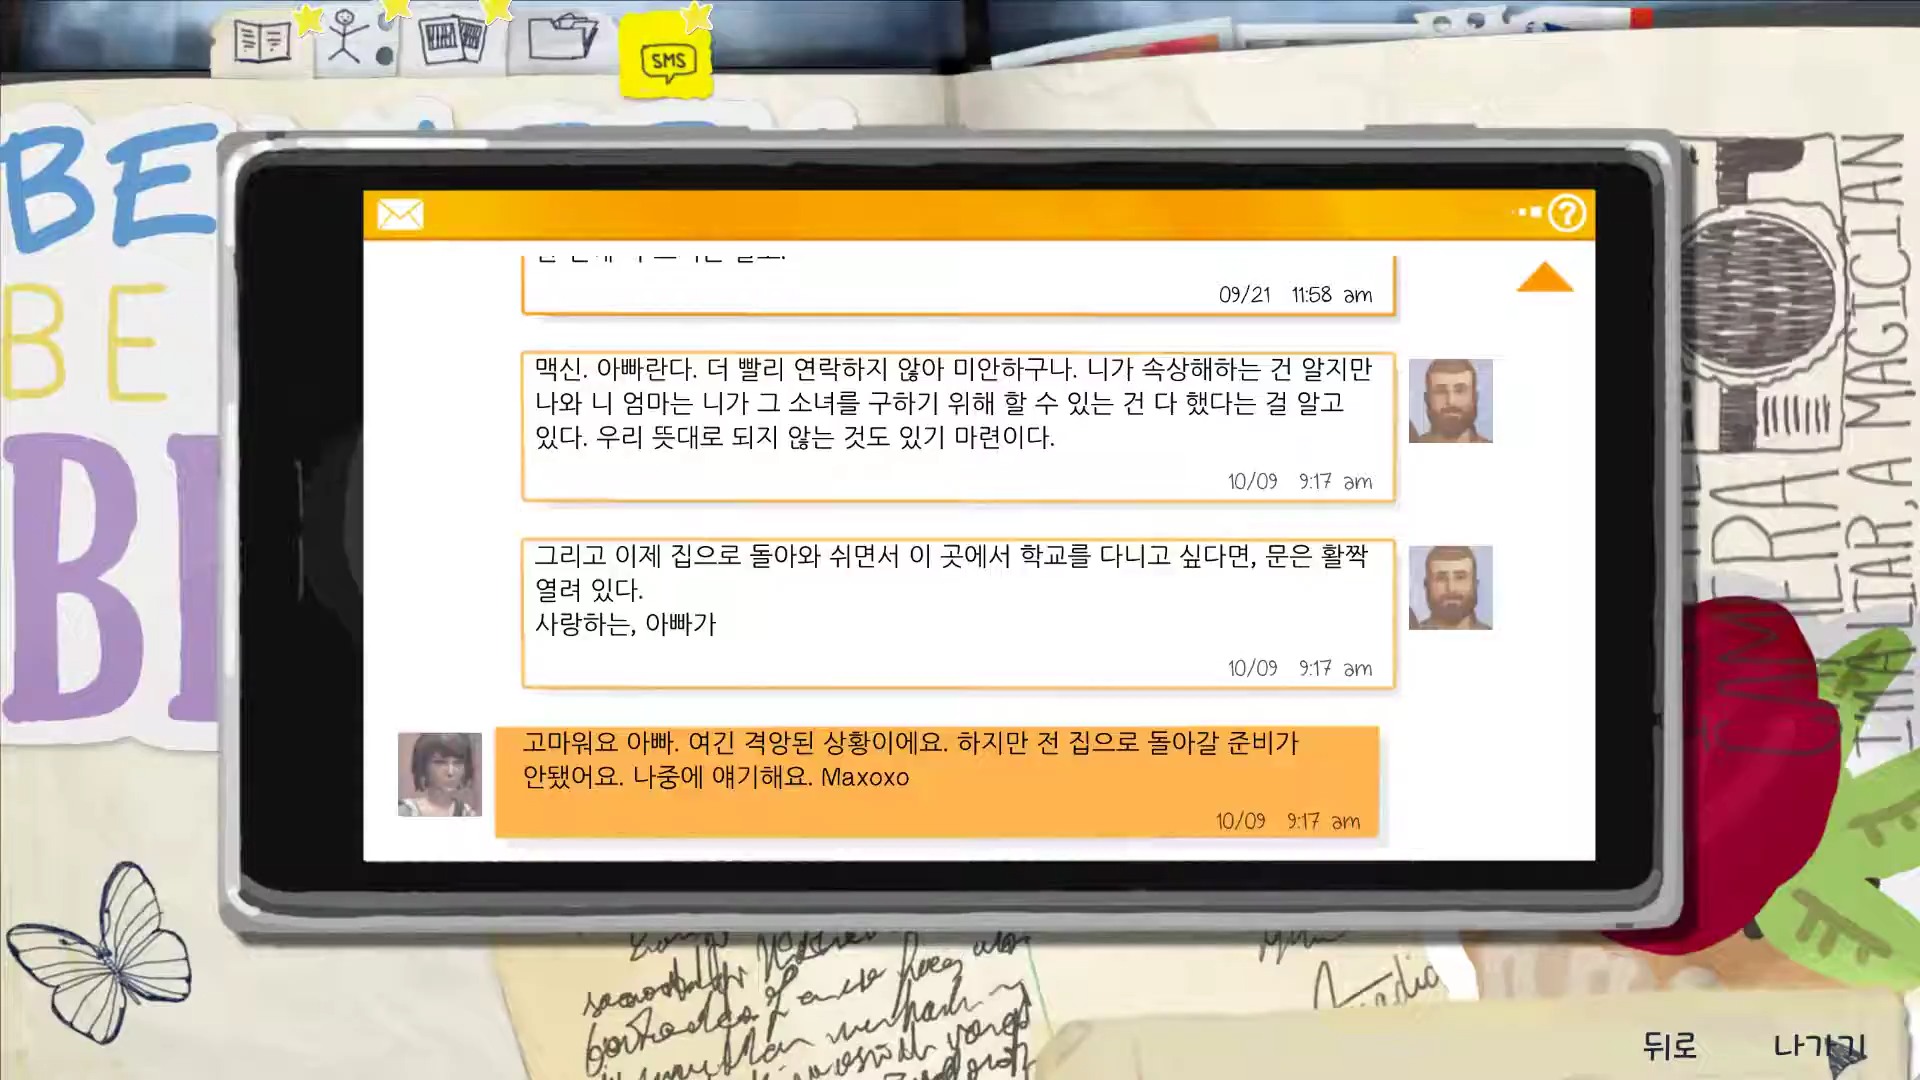 SMS
BE
BE
09/21 11:58 am
맥신. 아빠란다. 더 빨리 연락하지 않아 미안하구나. 니가 속상해하는 건 알지만
나와 니 엄마는 니가 그 소녀를 구하기 위해 할 수 있는 건 다 했다는 걸 알고
있다. 우리 뜻대로 되지 않는 것도 있기 마련이다.
10/09 9:17 am
그리고 이제 집으로 돌아와 쉬면서 이 곳에서 학교를 다니고 싶다면, 문은 활짝
열려 있다.
사랑하는, 아빠가
10/09 9:17 am
고마워요 아빠. 여긴 격앙된 상황이에요. 하지만 전 집으로 돌아갈 준비가
안됐어요. 나중에 얘기해요. Maxoxo
10/09 9:17 am
LIAR, A MAGICIAN
뒤로 나가기